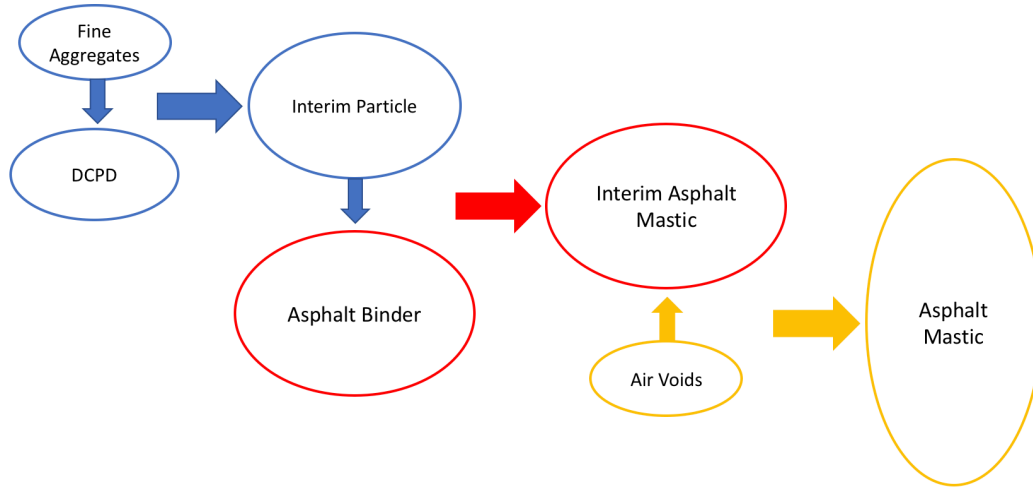 Fine
Aggregates
DCPD
Interim Particle
Asphalt Binder
Interim Asphalt
Mastic
Air Voids
Asphalt
Mastic